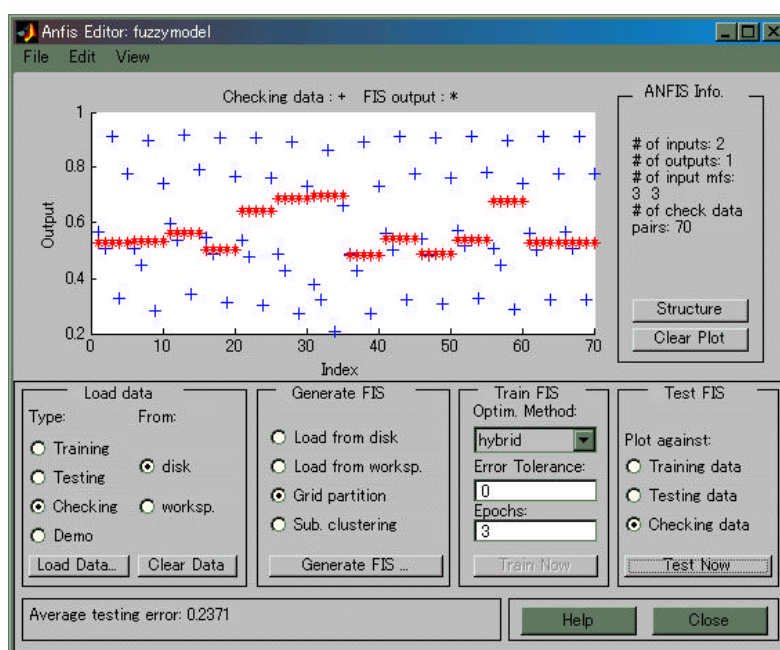 Anfis Editor: fuzzymodel
File Edit View
Checking data : + FIS output : *
1
0.8
0.6
0.4
0.2
Output
0 10 20 30 40 50 60 70
Index
ANFIS Info.
# of inputs: 2
# of outputs: 1
# of input mfs:
3 3
# of check data
pairs: 70
Structure
Clear Plot
Load data
Type: From:
Training
Testing
Checking
Demo
disk
worksp.
Load Data... Clear Data
Generate FIS
Load from disk
Load from worksp.
Grid partition
Sub. clustering
Generate FIS ...
Train FIS
Optim. Method:
hybrid
Error Tolerance:
0
Epochs:
3
Train Now
Test FIS
Plot against:
Training data
Testing data
Checking data
Test Now
Average testing error: 0.2371
Help Close